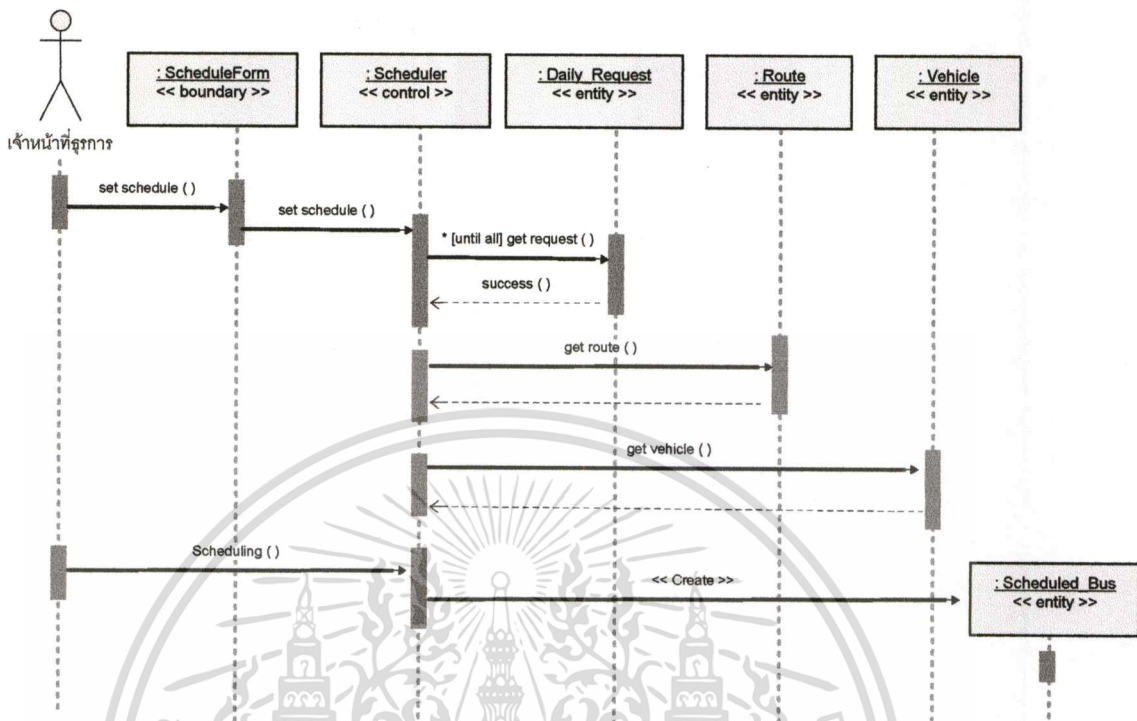 : ScheduleForm
<< boundary >>
: Scheduler
<< control >>
: Daily_Request
<< entity >>
: Route
<< entity >>
: Vehicle
<< entity >>
เจ้าหน้าที่ธุรการ
set schedule ( )
set schedule ( )
* [until all] get request ( )
success ( )
get route ( )
get vehicle ( )
Scheduling ( )
<< Create >>
: Scheduled_Bus
<< entity >>